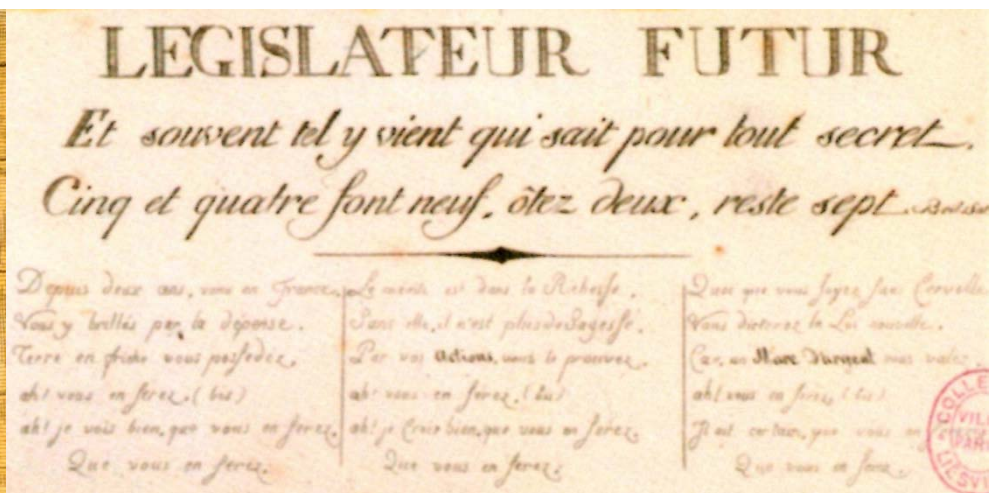 LEGISLATEUR FUTUR
Et souvent tel y vient qui sait pour tout secret.
Cinq et quatre font neuf, ôtez deux, reste sept.
Depuis deux ans, venu en France,
Vous y brillés par la dépense.
Terre en friche vous possedez,
ah! vous en ferez. (bis)
ah! je vois bien, que vous en ferez,
Que vous en ferez.
Le mérite est dans la Richesse,
Sans elle, il n'est plus de Sagesse,
Par vos actions, vous le prouvez,
ah! vous en ferez. (bis)
ah! je Crois bien, que vous en ferez,
Que vous en ferez.
Quoi que vous soyez sans Cervelle
Vous dicterez la Loi nouvelle.
Car, un Marc d'argent vous valez,
ah! vous en ferez, (bis)
Il est certain, que vous en
Que vous en ferez.
COLLE
VILLE
LIESVI